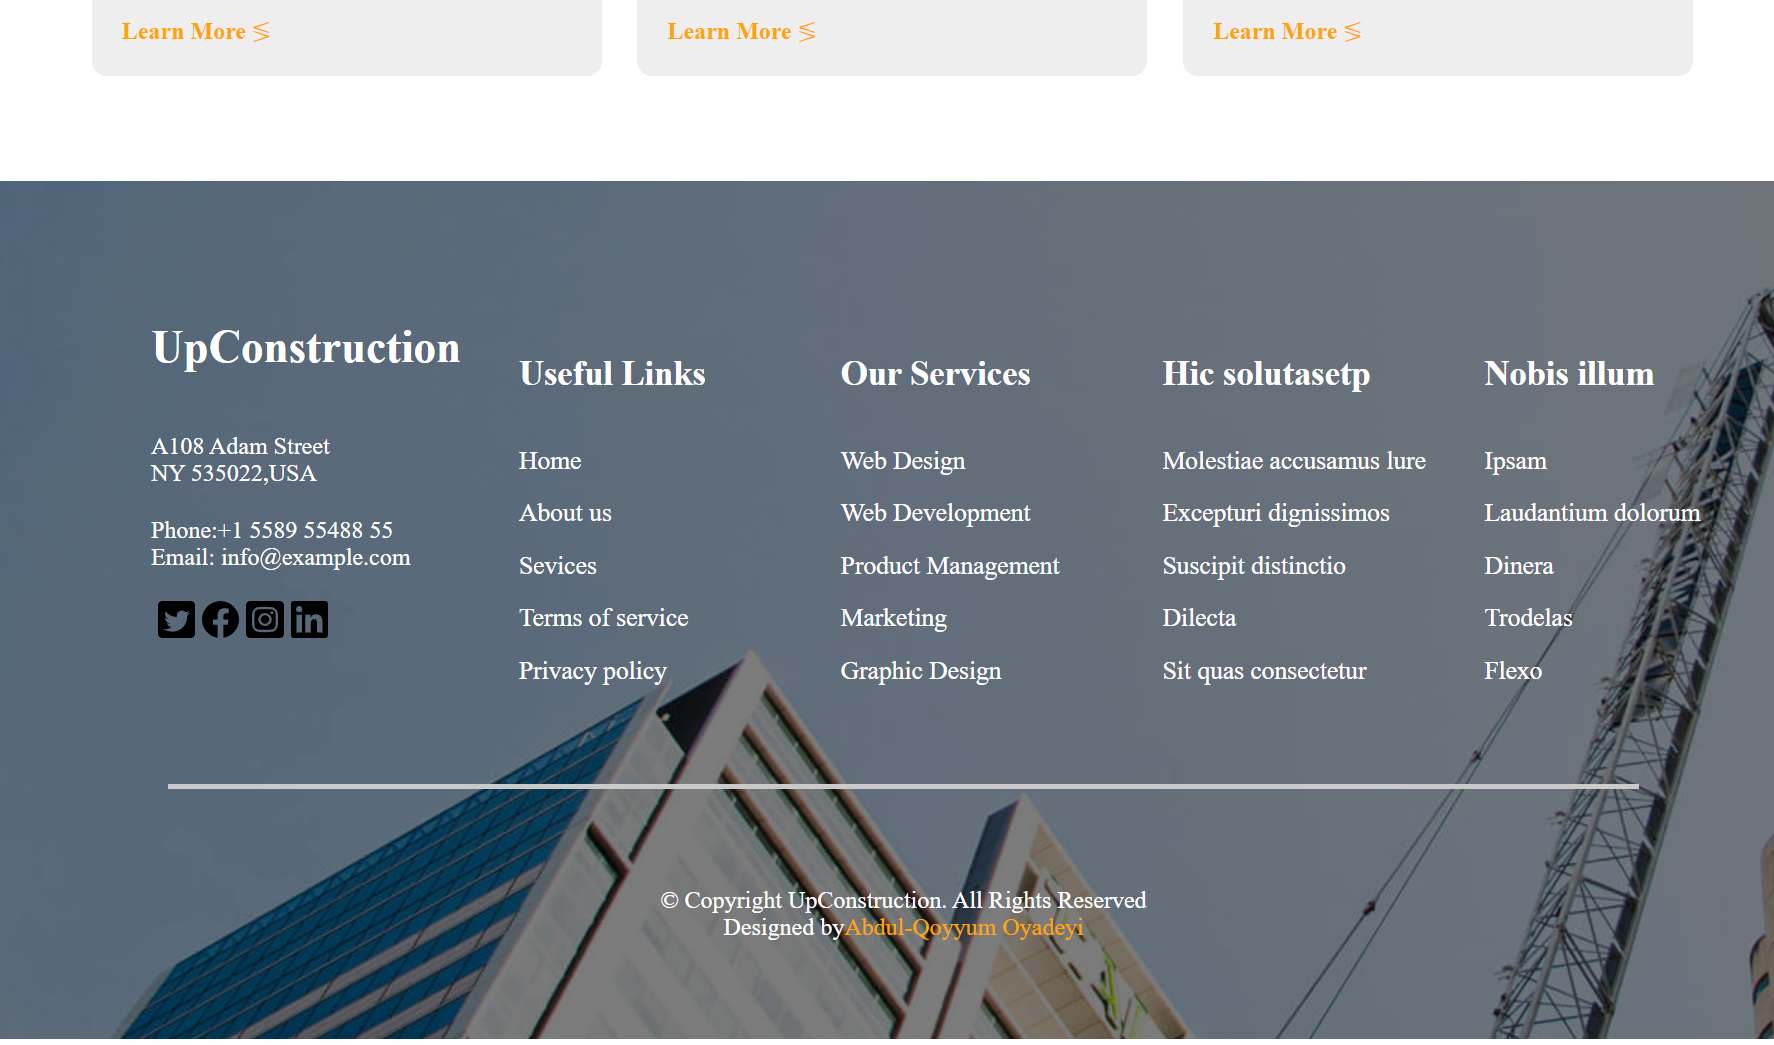 Learn More ≶
Learn More ≶
Learn More ≶
UpConstruction
A108 Adam Street
NY 535022,USA
Phone:+1 5589 55488 55
Email: info@example.com
Useful Links
Home
About us
Sevices
Terms of service
Privacy policy
Our Services
Web Design
Web Development
Product Management
Marketing
Graphic Design
Hic solutasetp
Molestiae accusamus lure
Excepturi dignissimos
Suscipit distinctio
Dilecta
Sit quas consectetur
Nobis illum
Ipsam
Laudantium dolorum
Dinera
Trodelas
Flexo
© Copyright UpConstruction. All Rights Reserved
Designed byAbdul-Qoyyum Oyadeyi